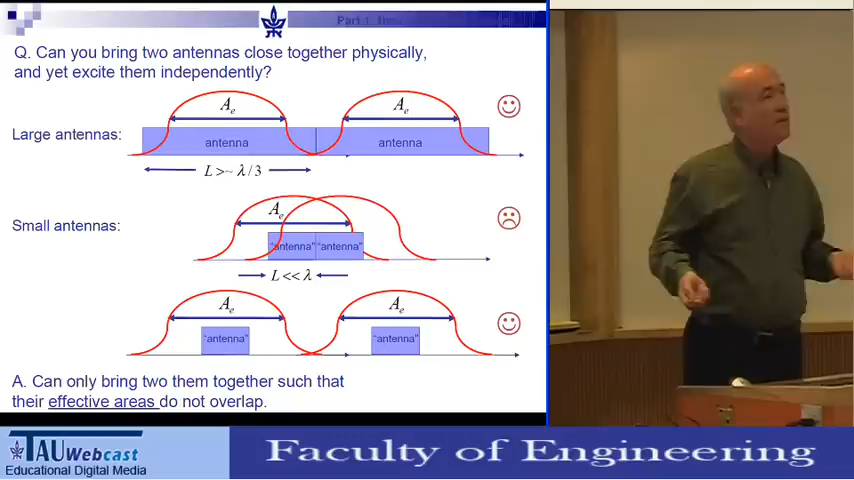 Part I:
Q. Can you bring two antennas close together physically,
and yet excite them independently?
A_e
A_e
Large antennas:
antenna
antenna
L >~ λ/3
A_e
Small antennas:
"antenna"
"antenna"
L << λ
A_e
A_e
"antenna"
"antenna"
A. Can only bring two them together such that
their effective areas do not overlap.
TAU Webcast
Educational Digital Media
Faculty of Engineering